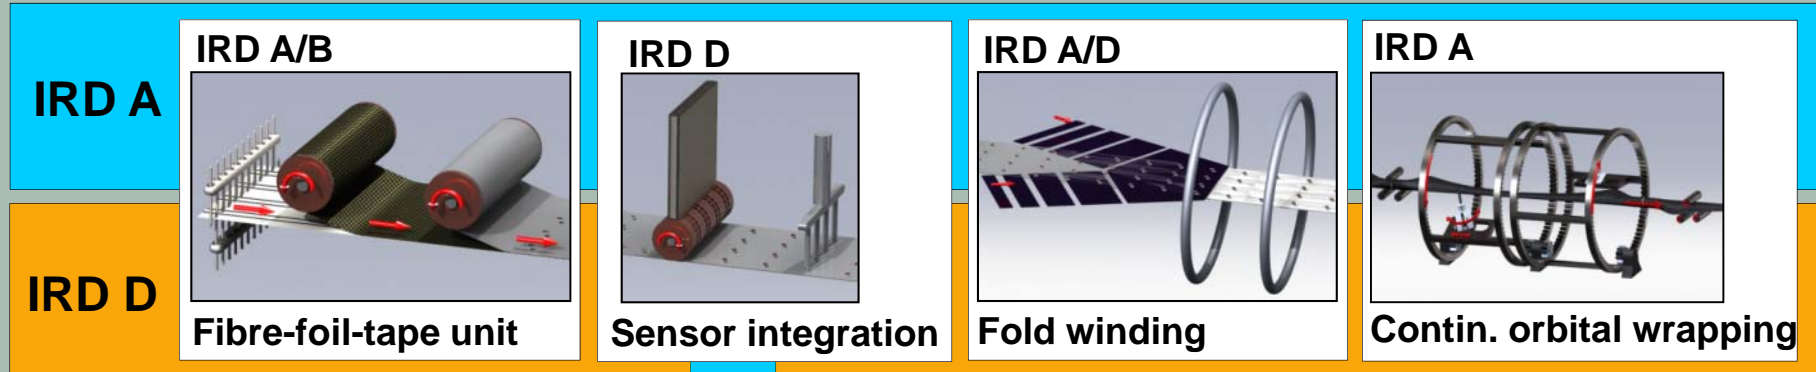 IRD A
IRD D
IRD A/B
Fibre-foil-tape unit
IRD D
Sensor integration
IRD A/D
Fold winding
IRD A
Contin. orbital wrapping